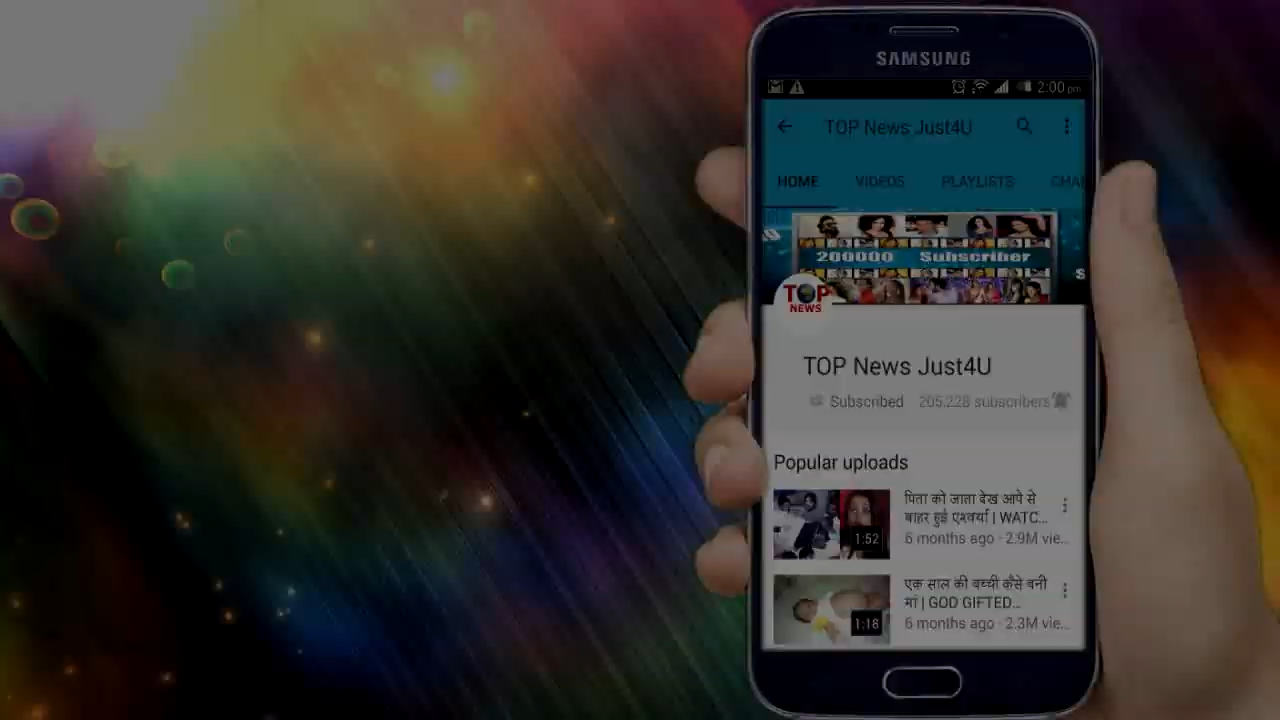 SAMSUNG
2:00 pm
TOP News Just4U
HOME VIDEOS PLAYLISTS CHA
200000 Subscriber
TOP
NEWS
TOP News Just4U
Subscribed 205,228 subscribers
Popular uploads
पिता को जाता देख आपे से
बाहर हुई एश्वर्या | WATC...
6 months ago · 2.9M vie...
1:52
एक साल की बच्ची कैसे बनी
मां | GOD GIFTED...
6 months ago · 2.3M vie...
1:18